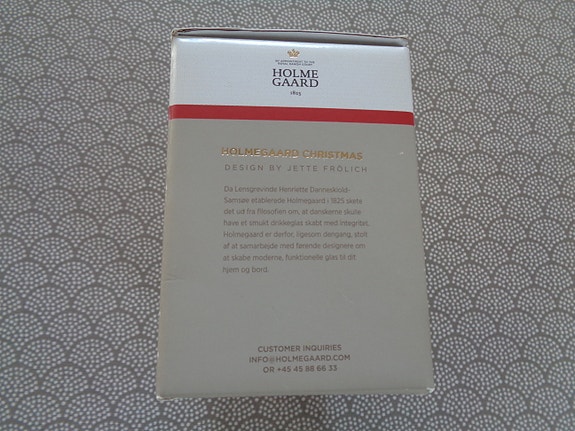 BY APPOINTMENT TO THE
ROYAL DANISH COURT
HOLME
GAARD
1825
HOLMEGAARD CHRISTMAS
DESIGN BY JETTE FRÖLICH
Da Lensgrevinde Henriette Danneskiold-
Samsøe etablerede Holmegaard i 1825 skete
det ud fra filosofien om, at danskerne skulle
have et smukt drikkeglas skabt med integritet.
Holmegaard er derfor, ligesom dengang, stolt
af at samarbejde med førende designere om
at skabe moderne, funktionelle glas til dit
hjem og bord.
CUSTOMER INQUIRIES
INFO@HOLMEGAARD.COM
OR +45 45 88 66 33